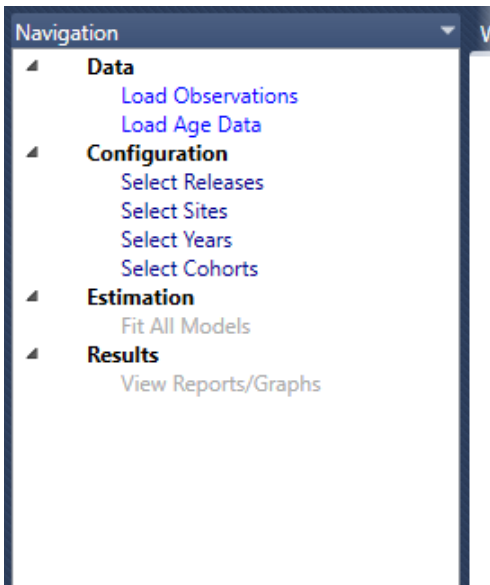 Navigation
Data
Load Observations
Load Age Data
Configuration
Select Releases
Select Sites
Select Years
Select Cohorts
Estimation
Fit All Models
Results
View Reports/Graphs